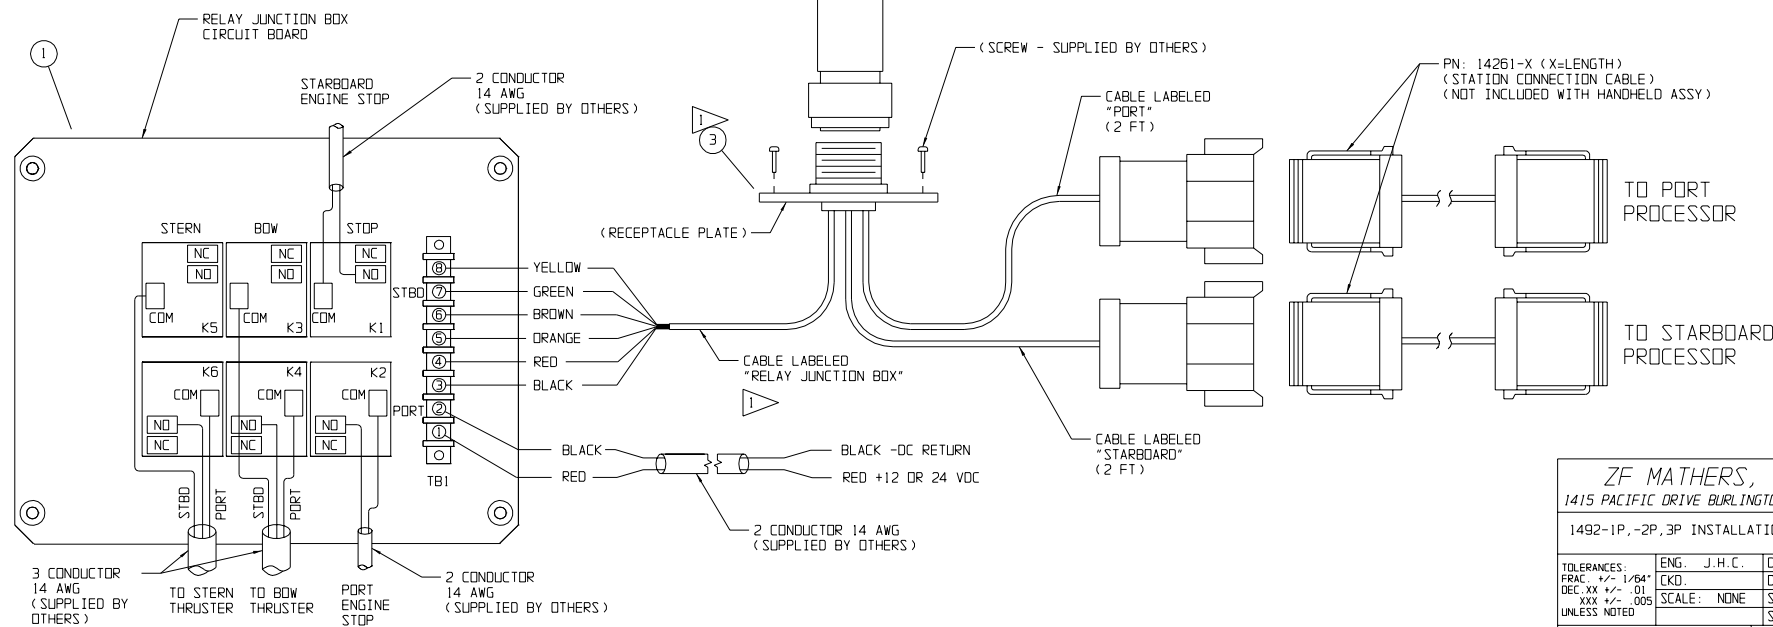 RELAY JUNCTION BOX
CIRCUIT BOARD
1
STARBOARD
ENGINE STOP
2 CONDUCTOR
14 AWG
(SUPPLIED BY OTHERS)
STERN
BOW
STOP
NC
NO
NC
NO
NC
NO
COM
K5
COM
K3
COM
K1
K6
COM
K4
COM
K2
COM
NO
NC
NO
NC
NO
NC
STBD
PORT
8
7
6
5
4
3
2
1
TB1
YELLOW
GREEN
BROWN
ORANGE
RED
BLACK
BLACK
RED
BLACK -DC RETURN
RED +12 OR 24 VDC
2 CONDUCTOR 14 AWG
(SUPPLIED BY OTHERS)
STBD
PORT
STBD
PORT
3 CONDUCTOR
14 AWG
(SUPPLIED BY
OTHERS)
TO STERN
THRUSTER
TO BOW
THRUSTER
PORT
ENGINE
STOP
2 CONDUCTOR
14 AWG
(SUPPLIED BY OTHERS)
1
3
(SCREW - SUPPLIED BY OTHERS)
(RECEPTACLE PLATE)
CABLE LABELED
"RELAY JUNCTION BOX"
1
CABLE LABELED
"PORT"
(2 FT)
CABLE LABELED
"STARBOARD"
(2 FT)
PN: 14261-X (X=LENGTH)
(STATION CONNECTION CABLE)
(NOT INCLUDED WITH HANDHELD ASSY)
TO PORT
PROCESSOR
TO STARBOARD
PROCESSOR
ZF MATHERS,
1415 PACIFIC DRIVE BURLINGTO
1492-1P,-2P,3P INSTALLATIO
TOLERANCES:
FRAC. +/- 1/64"
DEC.XX +/- .01
XXX +/- .005
UNLESS NOTED
ENG. J.H.C.
CKD.
SCALE: NONE